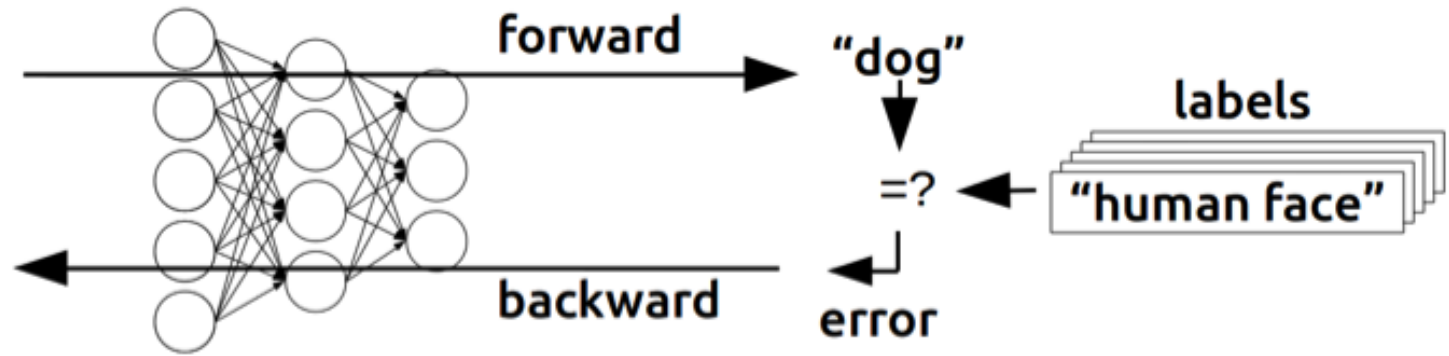 forward
“dog”
labels
=?
“human face”
backward
error